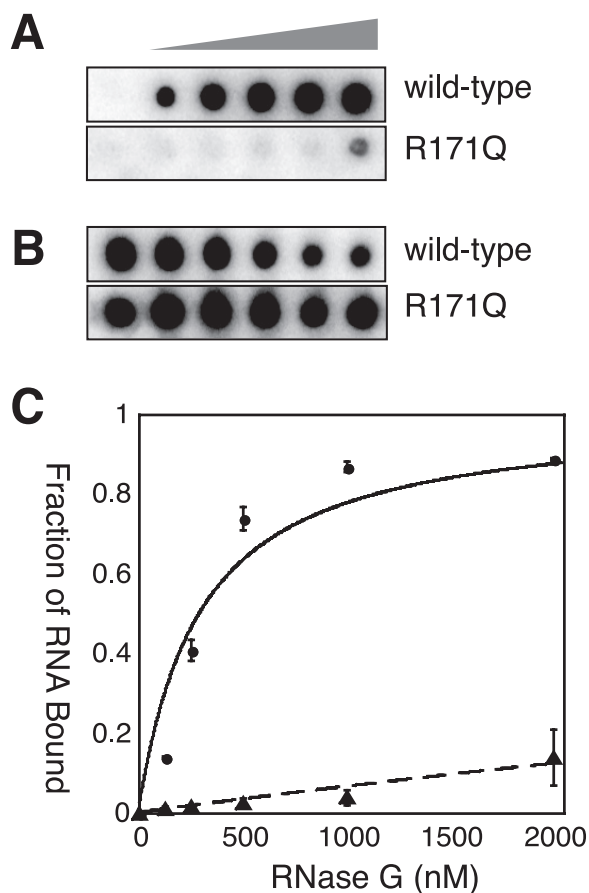 A
wild-type
R171Q
B
wild-type
R171Q
C
Fraction of RNA Bound
1
0.8
0.6
0.4
0.2
0
0 500 1000 1500 2000
RNase G (nM)